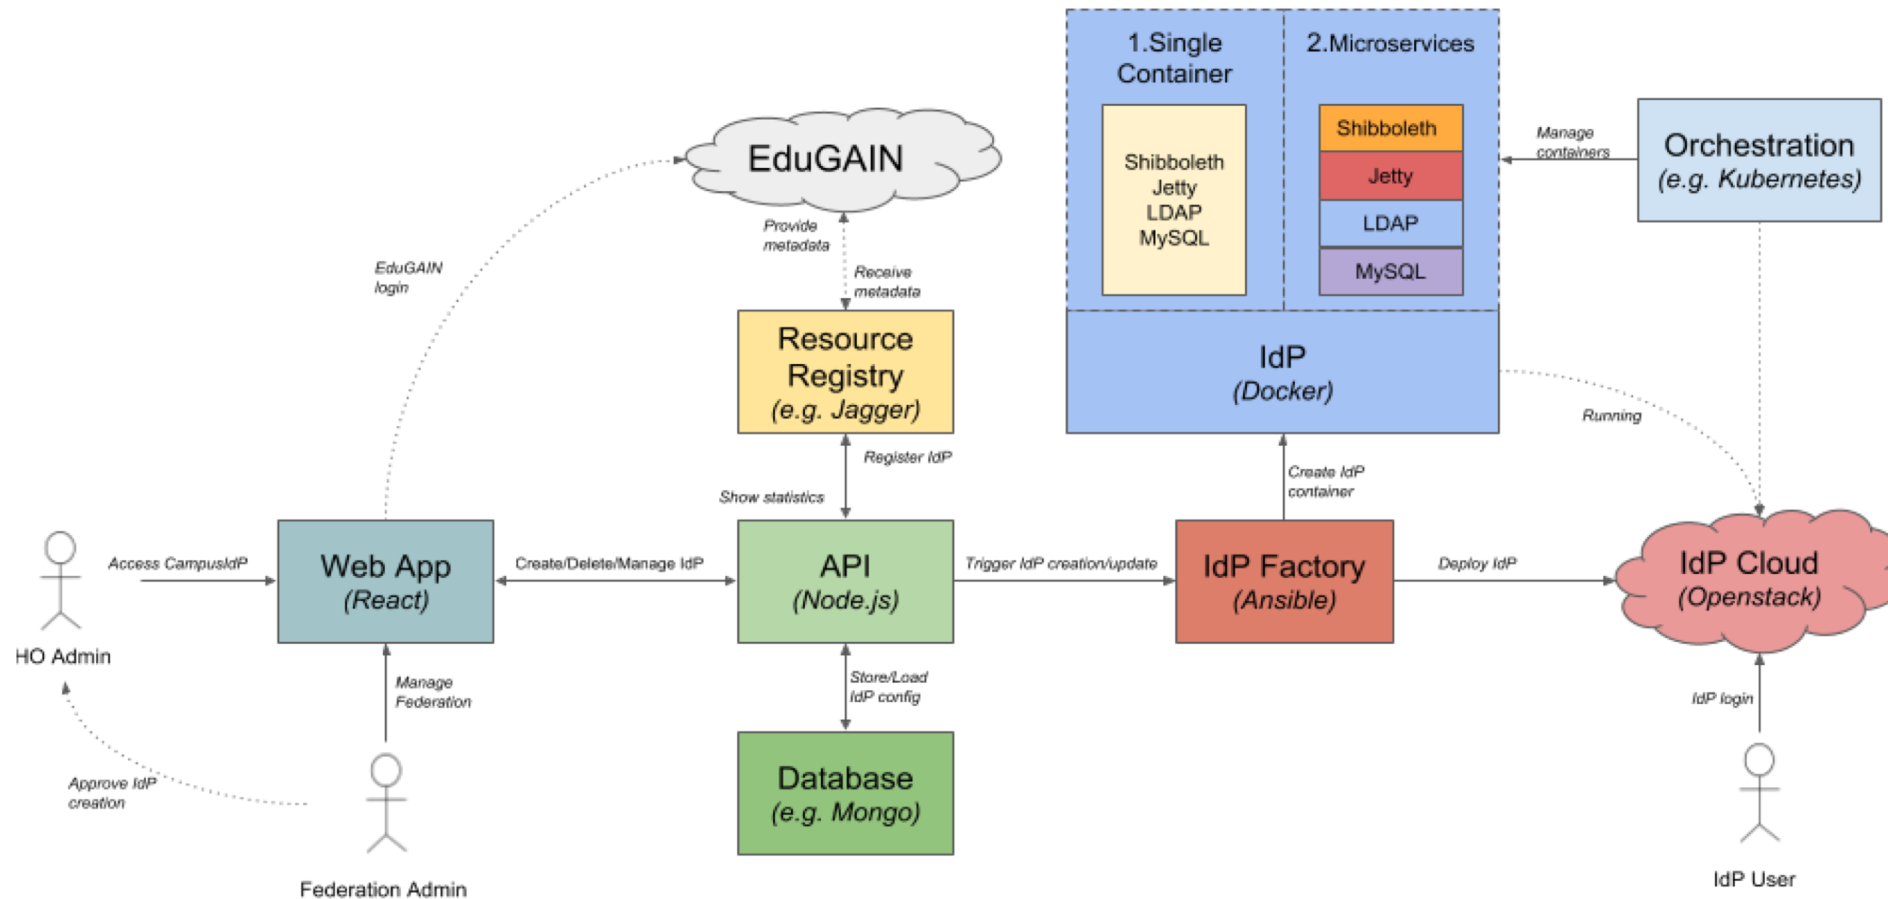 1.Single
Container
2.Microservices
Shibboleth
Jetty
LDAP
MySQL
Shibboleth
Jetty
LDAP
MySQL
Manage
containers
Orchestration
(e.g. Kubernetes)
EduGAIN
Provide
metadata
EduGAIN
login
Receive
metadata
Resource
Registry
(e.g. Jagger)
IdP
(Docker)
Running
Register IdP
Show statistics
Create IdP
container
Access CampusIdP
Web App
(React)
Create/Delete/Manage IdP
API
(Node.js)
Trigger IdP creation/update
IdP Factory
(Ansible)
Deploy IdP
IdP Cloud
(Openstack)
HO Admin
Manage
Federation
Store/Load
IdP config
IdP login
Approve IdP
creation
Database
(e.g. Mongo)
Federation Admin
IdP User